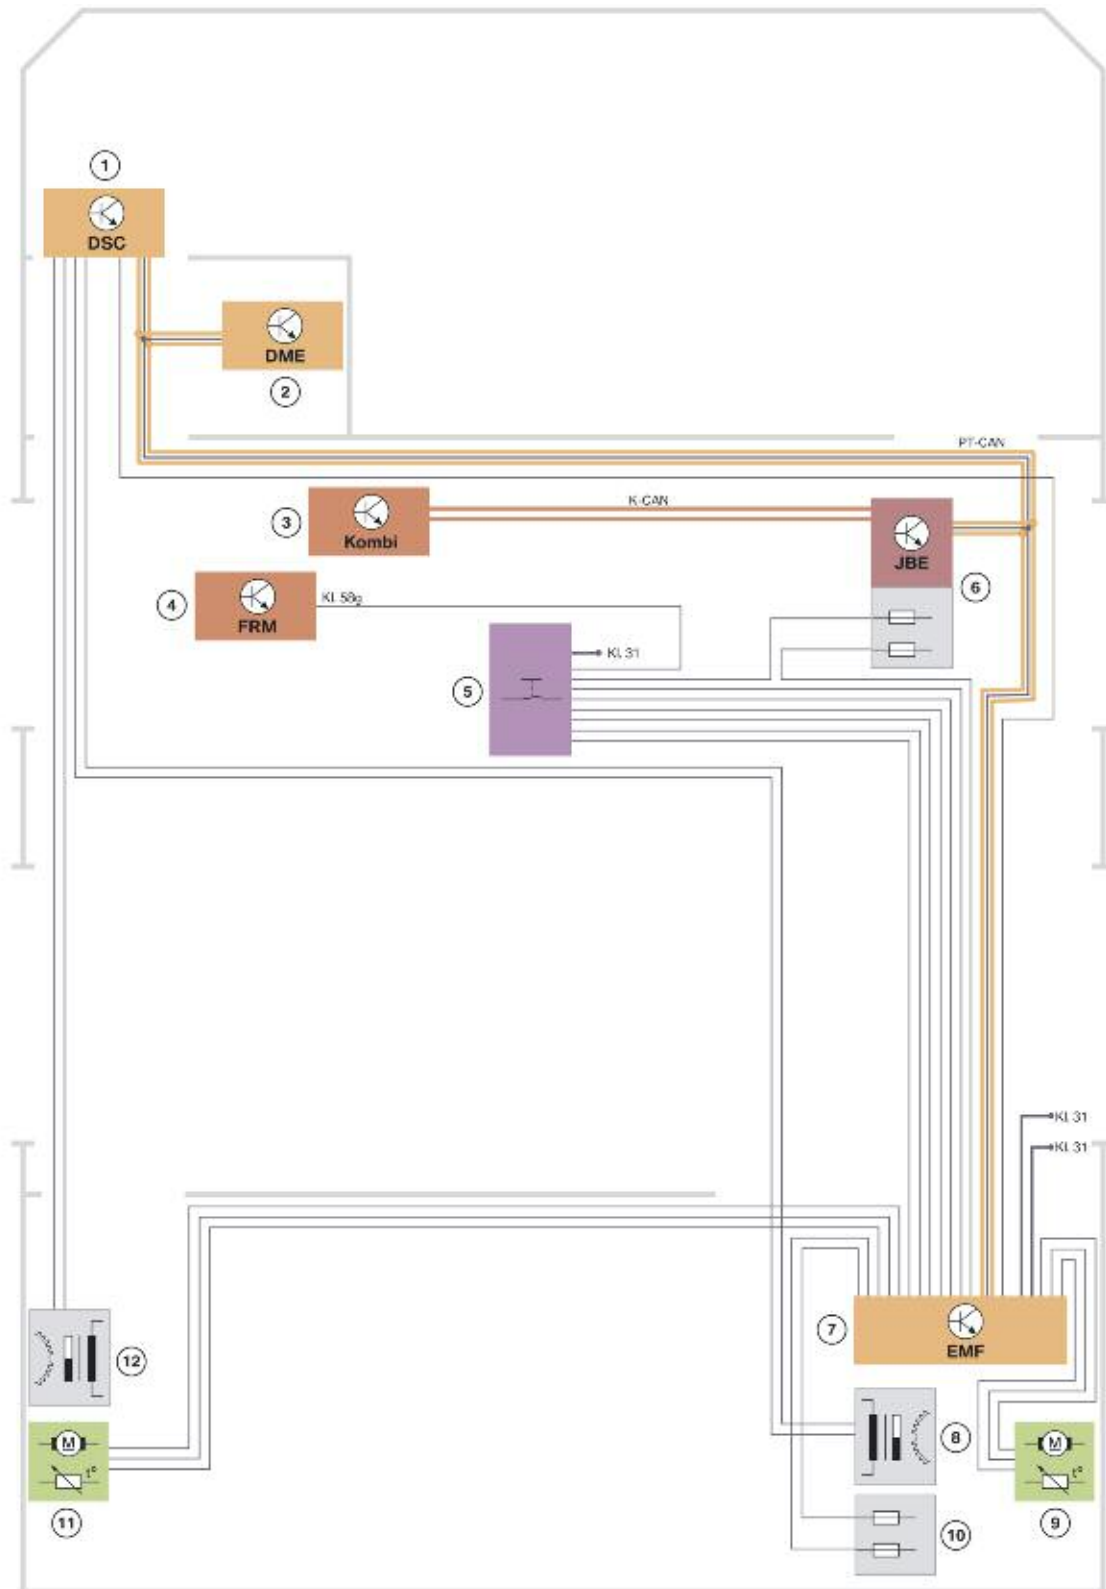 1
DSC
DME
2
PT-CAN
K-CAN
3
Kombi
JBE
6
4
FRM
Kl. 58g
Kl. 31
5
Kl. 31
Kl. 31
7
EMF
12
8
M
t°
M
t°
11
10
9